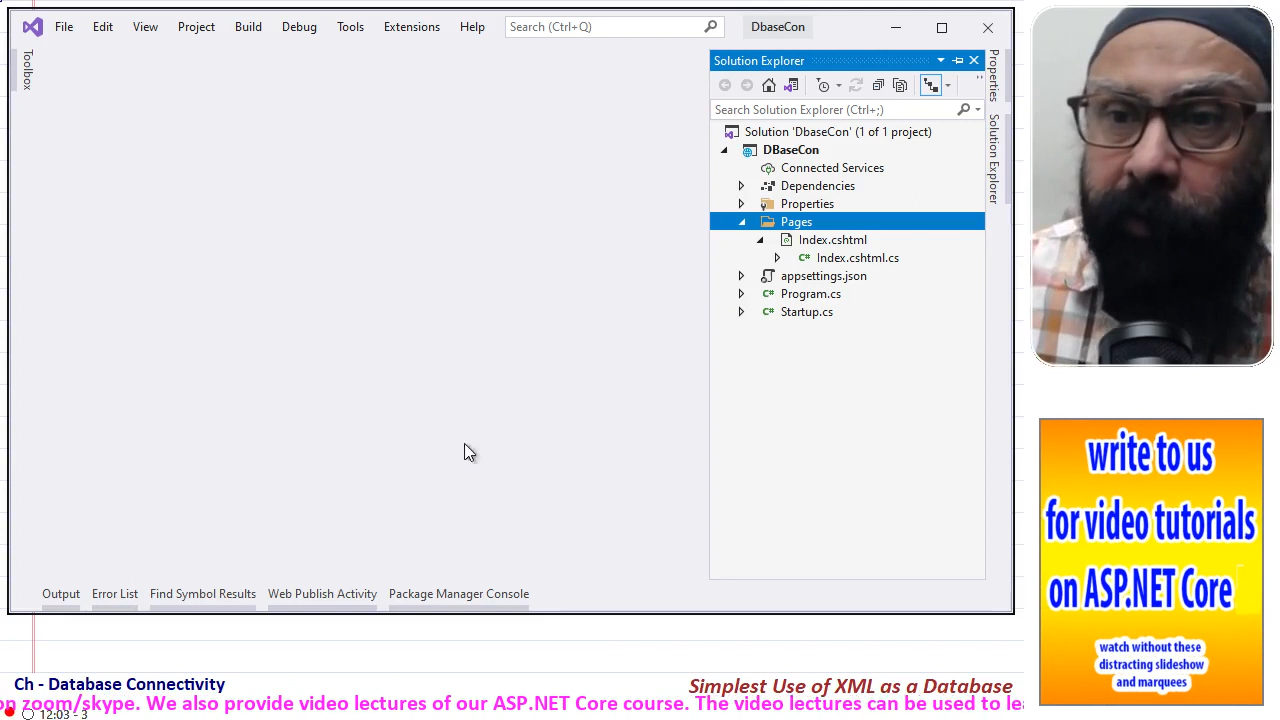 File Edit View Project Build Debug Tools Extensions Help Search (Ctrl+Q) DbaseCon
Toolbox
Solution Explorer
Search Solution Explorer (Ctrl+;)
Solution 'DbaseCon' (1 of 1 project)
DBaseCon
Connected Services
Dependencies
Properties
Pages
Index.cshtml
C# Index.cshtml.cs
appsettings.json
C# Program.cs
C# Startup.cs
Properties
Solution Explorer
Output Error List Find Symbol Results Web Publish Activity Package Manager Console
write to us
for video tutorials
on ASP.NET Core
watch without these
distracting slideshow
and marquees
Ch - Database Connectivity
Simplest Use of XML as a Database
on zoom/skype. We also provide video lectures of our ASP.NET Core course. The video lectures can be used to lea
12:03 - 3